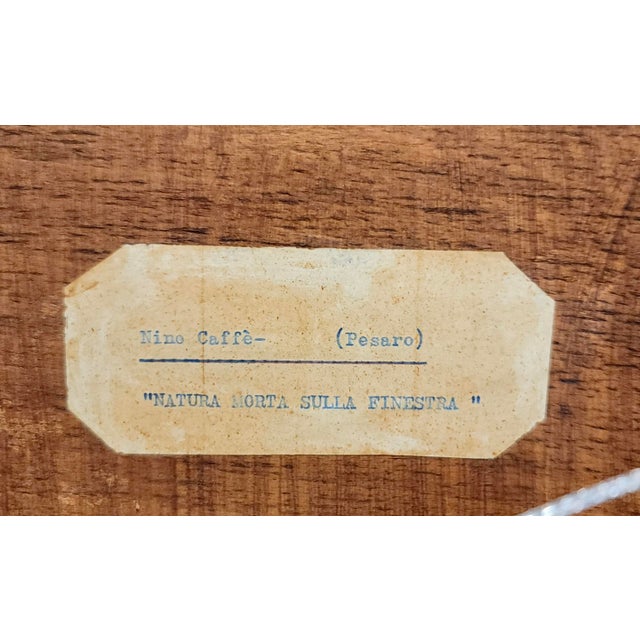 Nino Caffè- (Pesaro)
"NATURA MORTA SULLA FINESTRA "